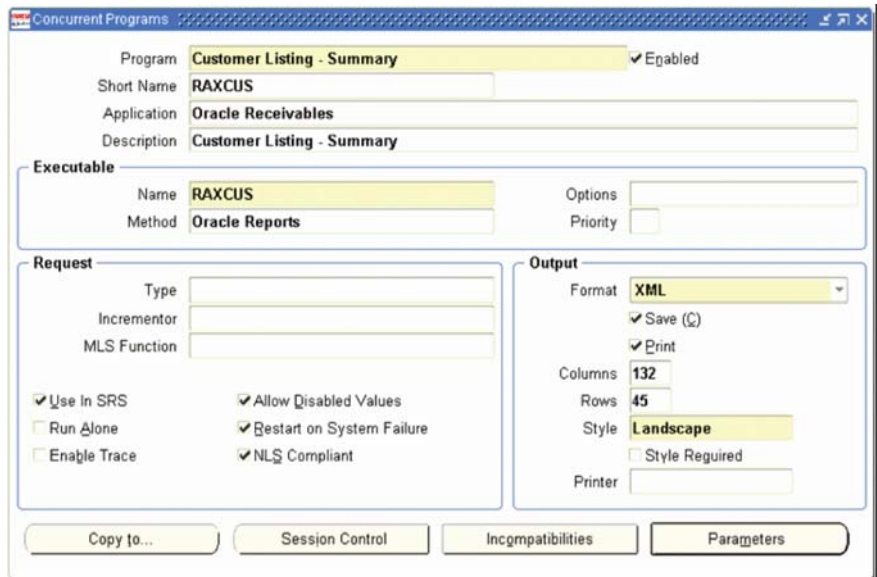 Concurrent Programs
Program Customer Listing - Summary Enabled
Short Name RAXCUS
Application Oracle Receivables
Description Customer Listing - Summary
Executable
Name RAXCUS Options
Method Oracle Reports Priority
Request Output
Type Format XML
Incrementor Save (C)
MLS Function Print
Columns 132
Use In SRS Allow Disabled Values Rows 45
Run Alone Restart on System Failure Style Landscape
Enable Trace NLS Compliant Style Required
Printer
Copy to... Session Control Incompatibilities Parameters